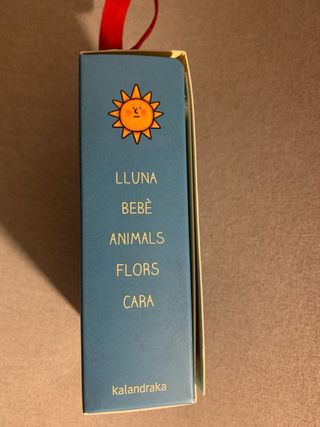 LLUNA
BEBÈ
ANIMALS
FLORS
CARA
kalandraka